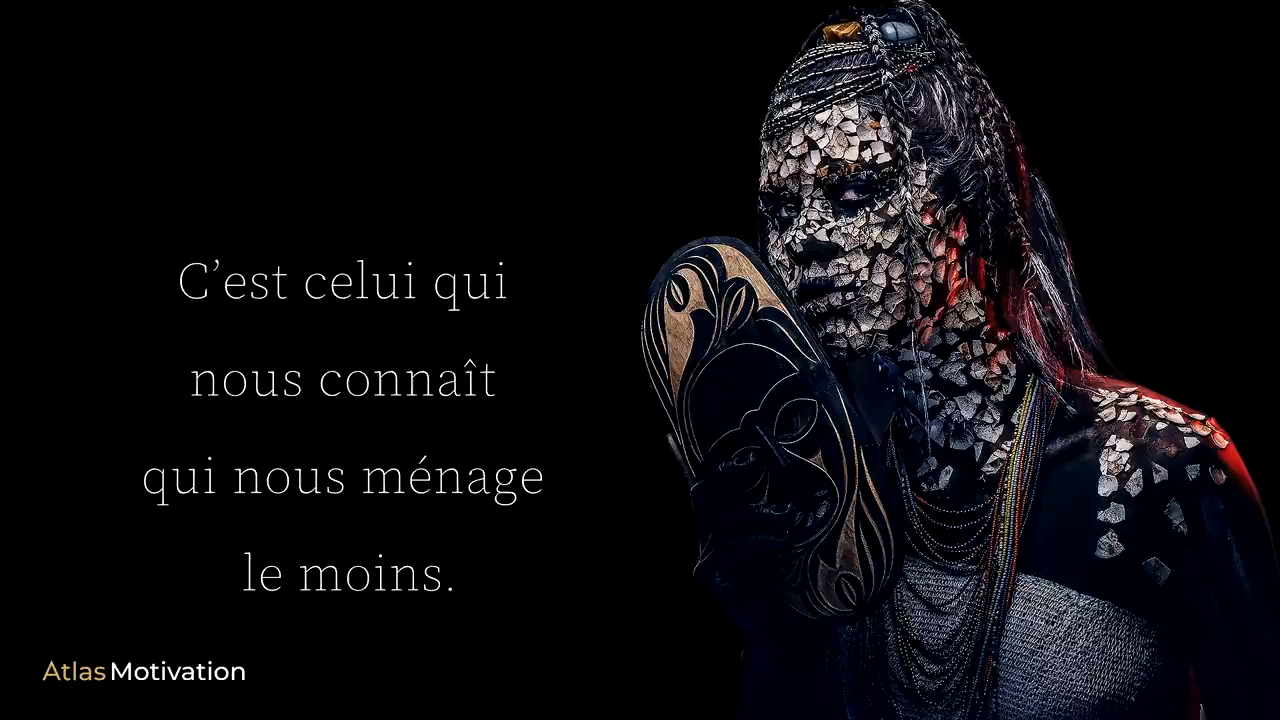 C’est celui qui
nous connaît
qui nous ménage
le moins.
Atlas Motivation